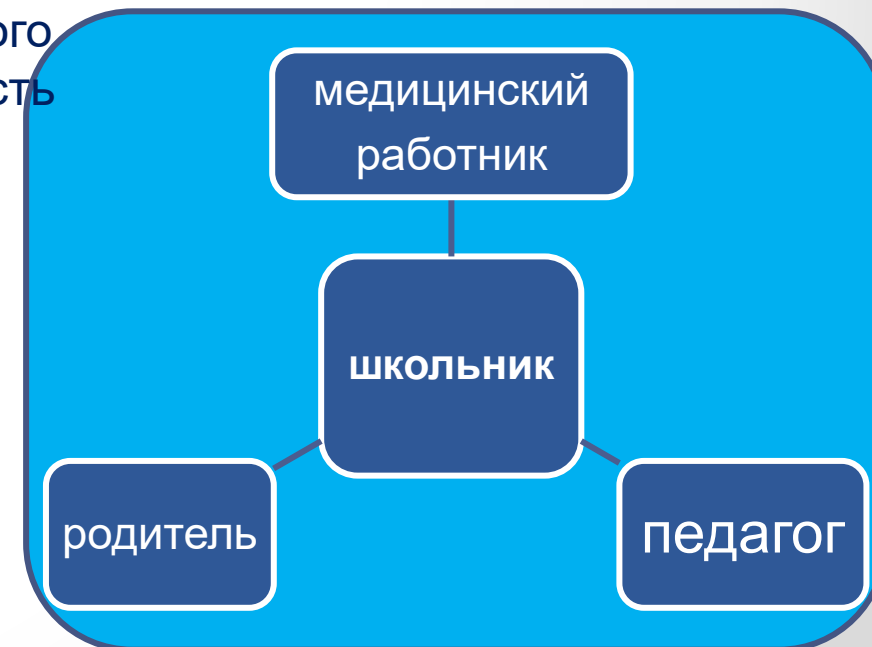 медицинский
работник
школьник
родитель
педагог